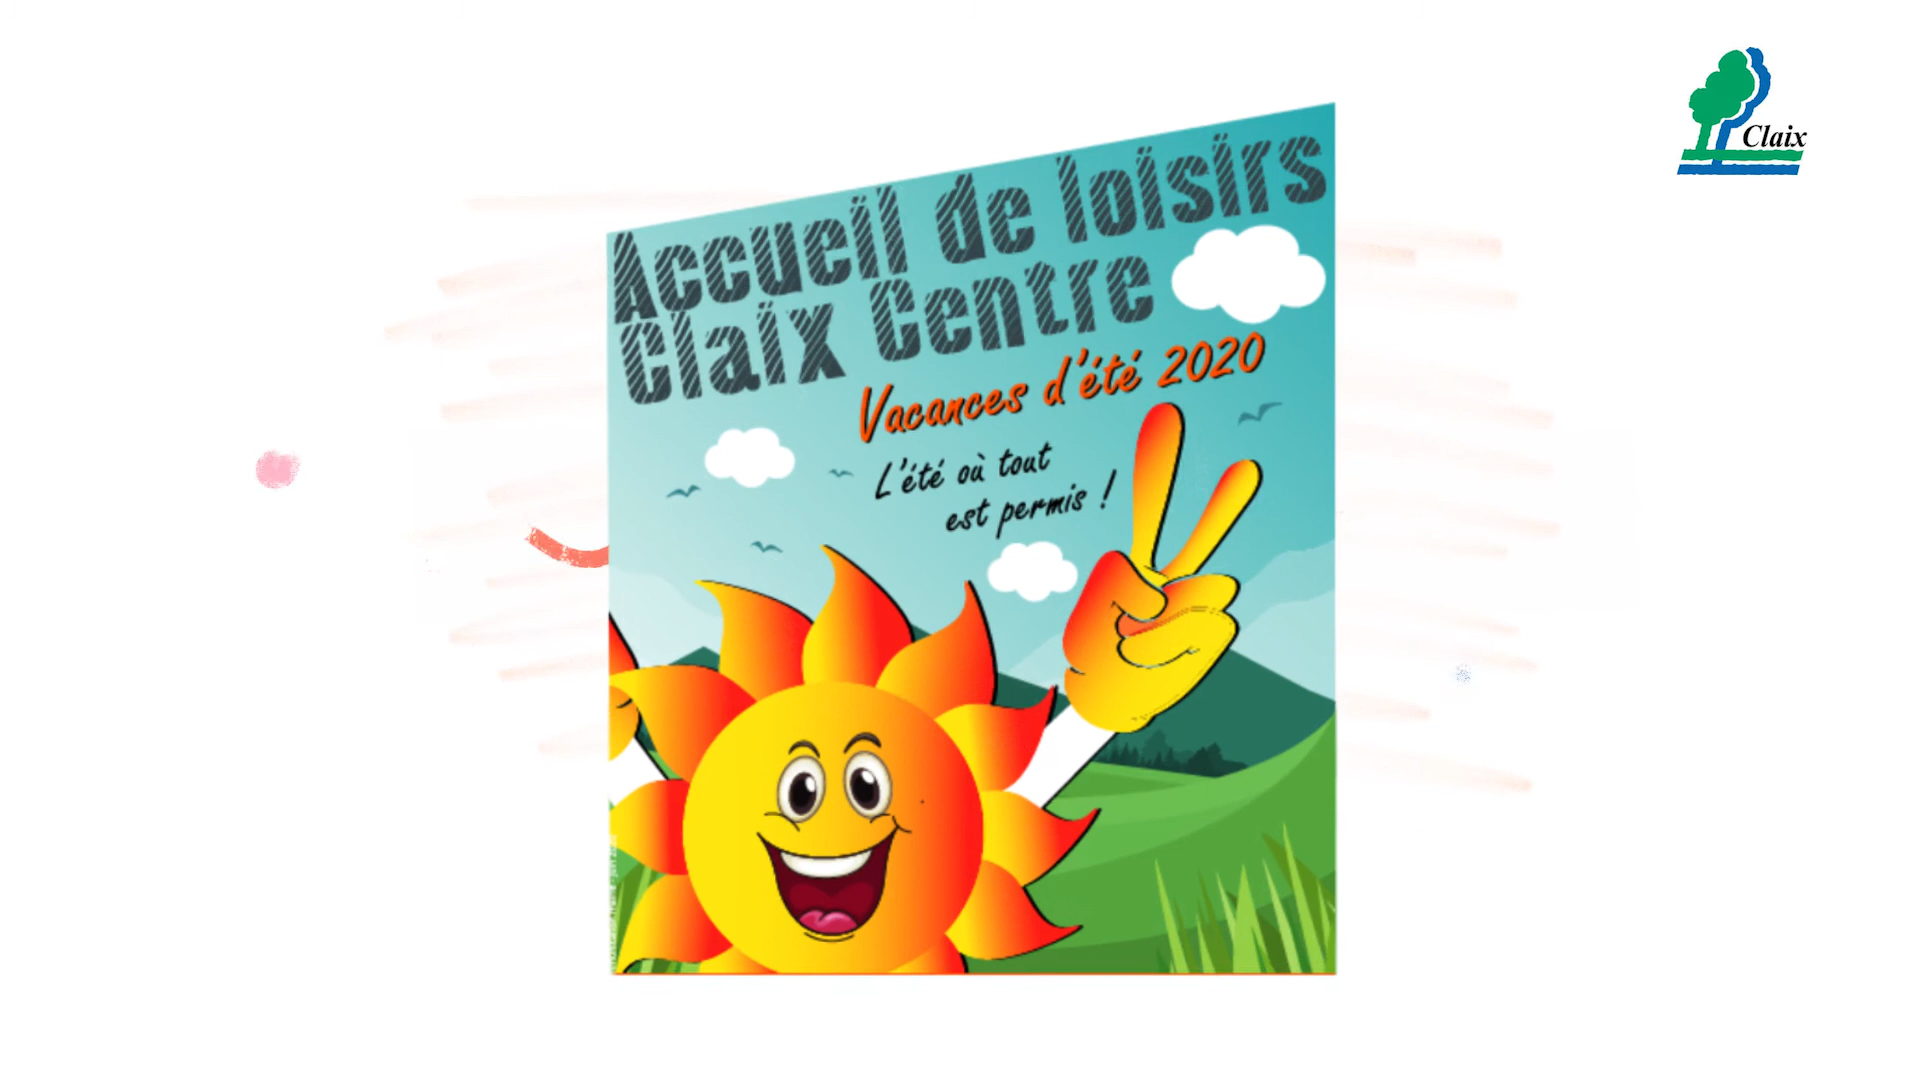 Accueil de loisirs
Claix Centre
Vacances d'été 2020
L'été où tout
est permis !
Claix